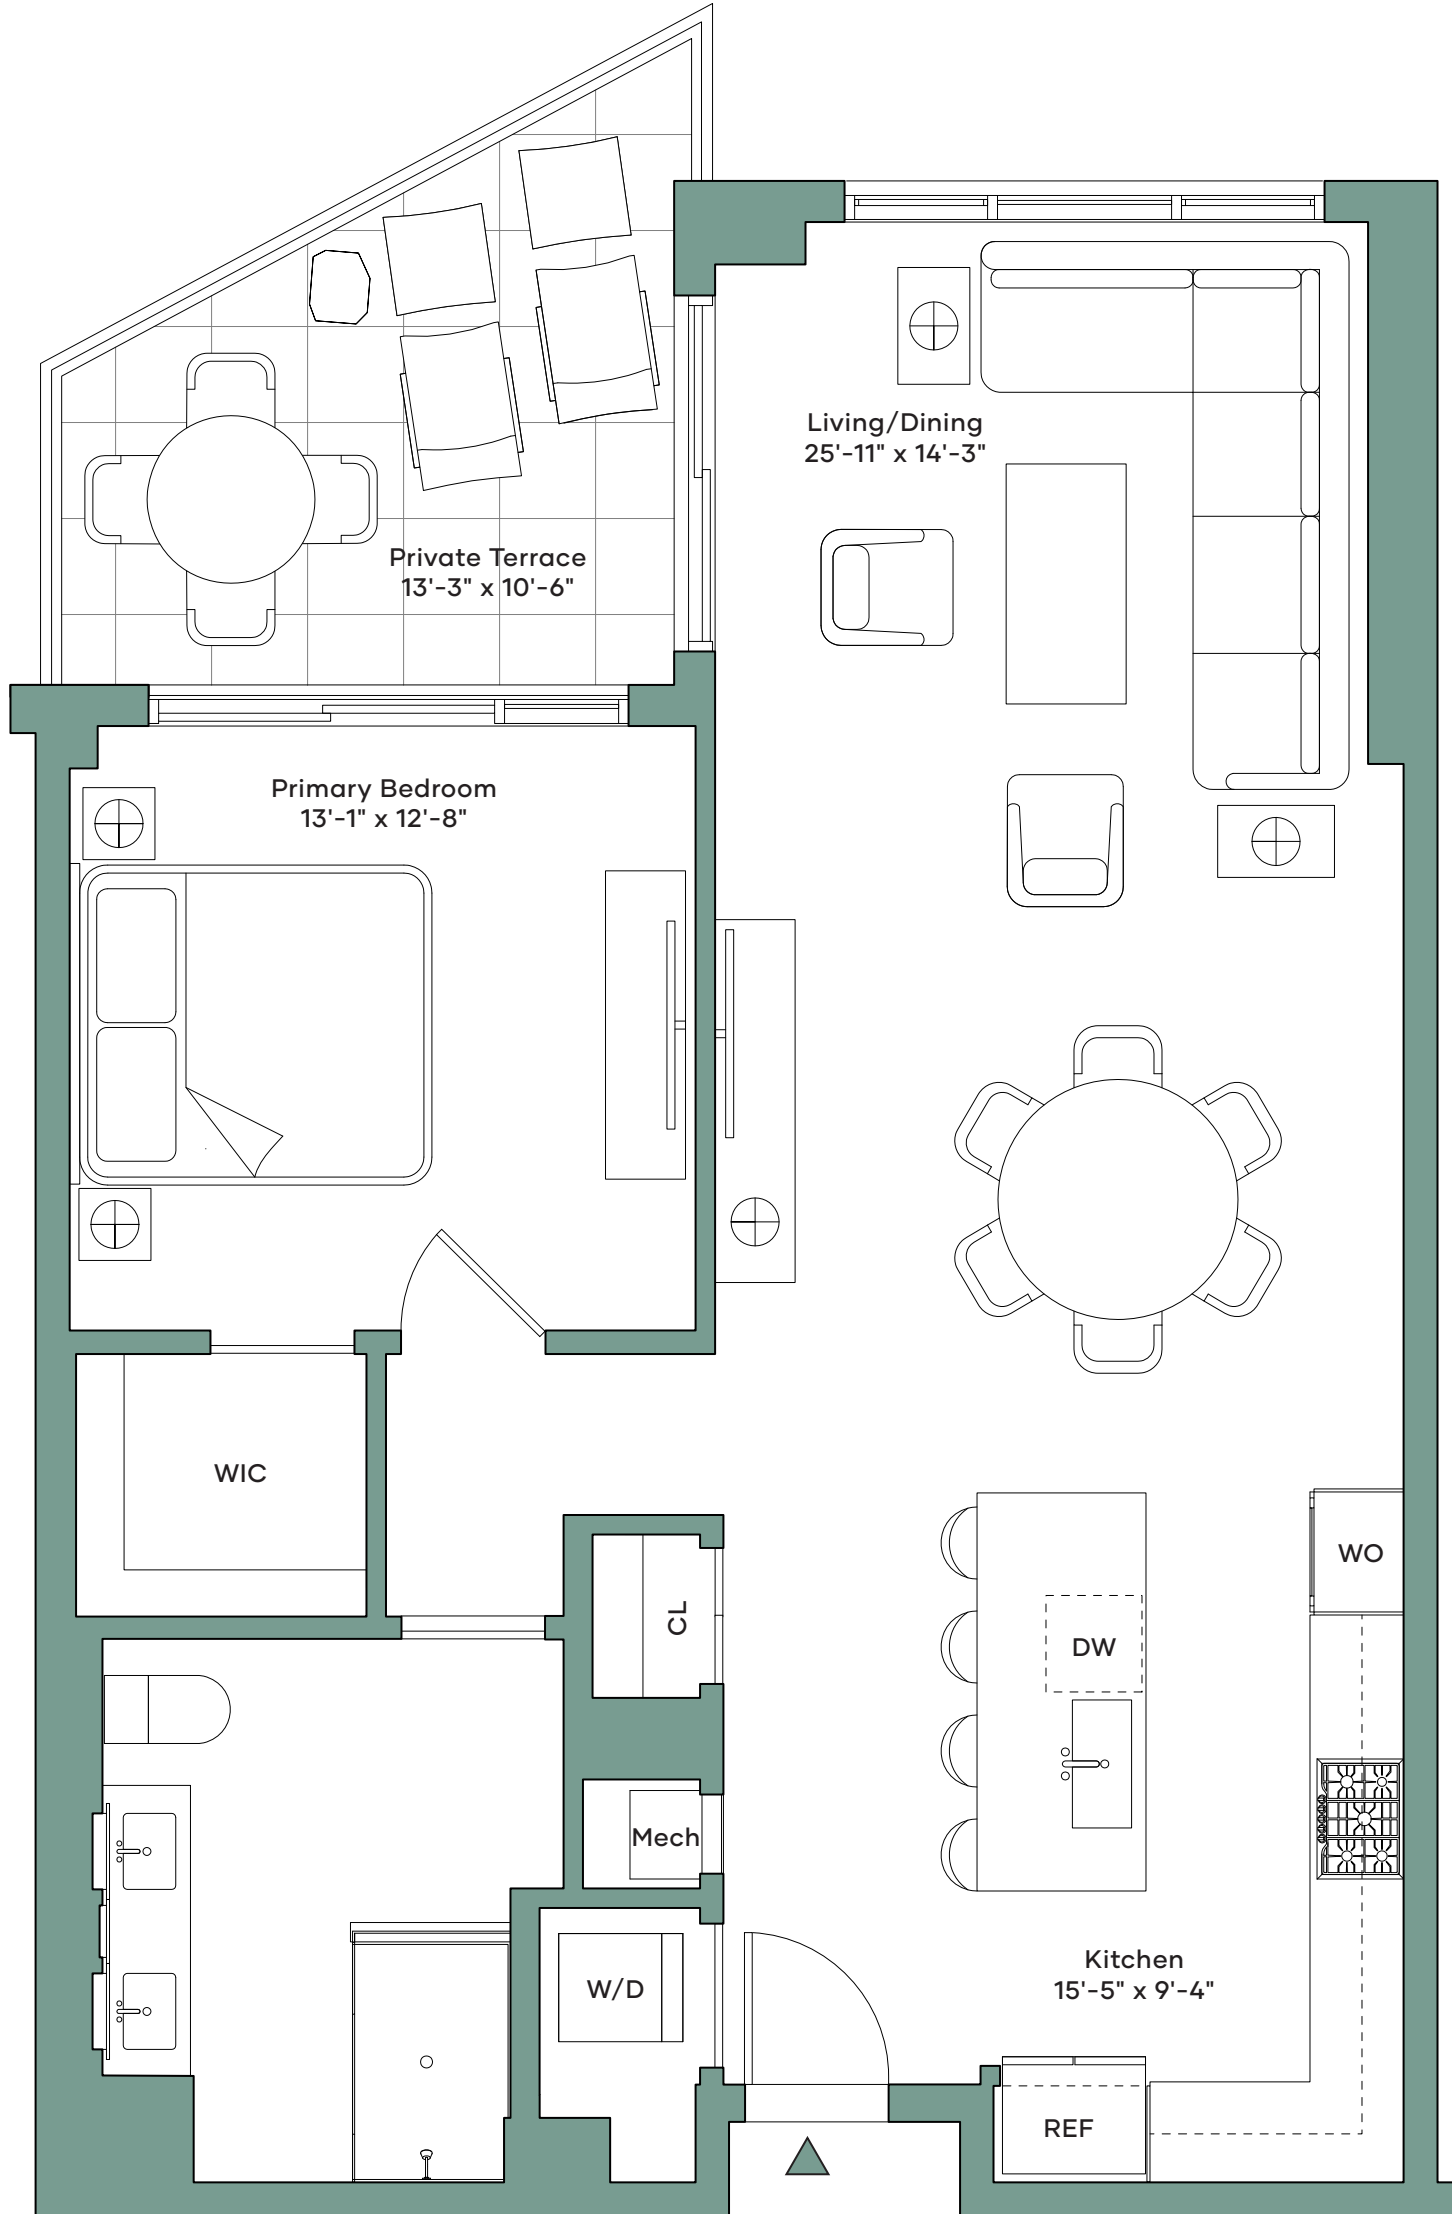 Living/Dining
25'-11" x 14'-3"
Private Terrace
13'-3" x 10'-6"
Primary Bedroom
13'-1" x 12'-8"
WIC
WO
CL
DW
Mech
Kitchen
15'-5" x 9'-4"
W/D
REF